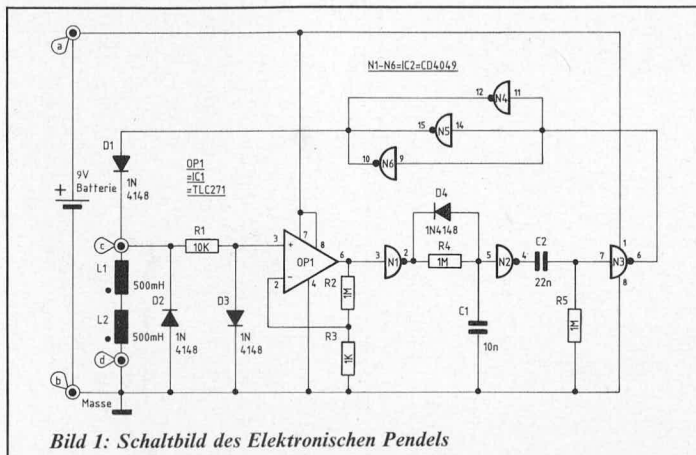 a
N1-N6=IC2=CD4049
12 N4 11
15 N5 14
10 N6 9
D1
1N
4148
9V
Batterie
+
OP1
=IC1
=TLC271
D4
1N4148
c
R1
10K
3 + 7 8
OP1
2 - 4 6
3 N1 2
R4
1M
5 N2 4
C2
22n
1
7 N3 6
8
L1
500mH
L2
500mH
d
D2
1N
4148
D3
1N
4148
R2
1M
R3
1K
C1
10n
R5
1M
b
Masse
Bild 1: Schaltbild des Elektronischen Pendels